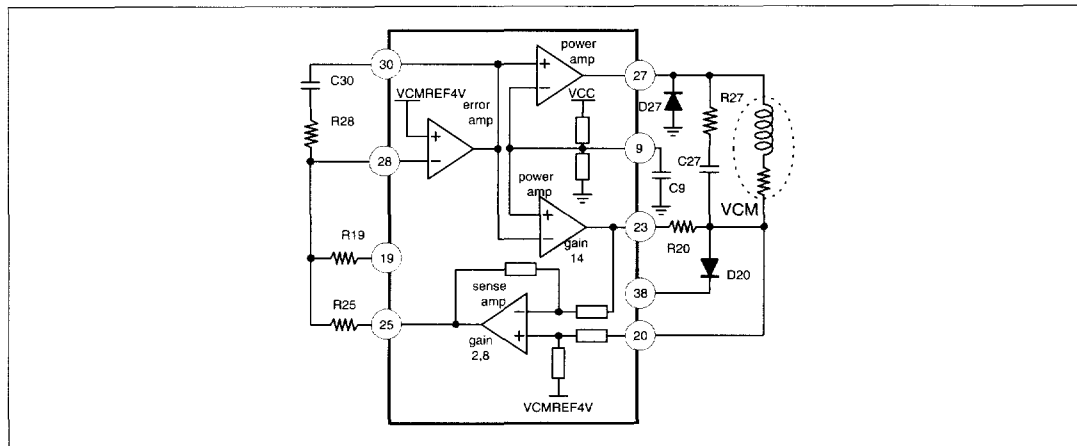 power
amp
30
27
C30
VCMREF4V
error
amp
VCC
D27
R27
R28
28
9
C27
power
amp
C9
VCM
R19
23
19
gain
14
R20
sense
amp
D20
38
R25
25
gain
2,8
20
VCMREF4V